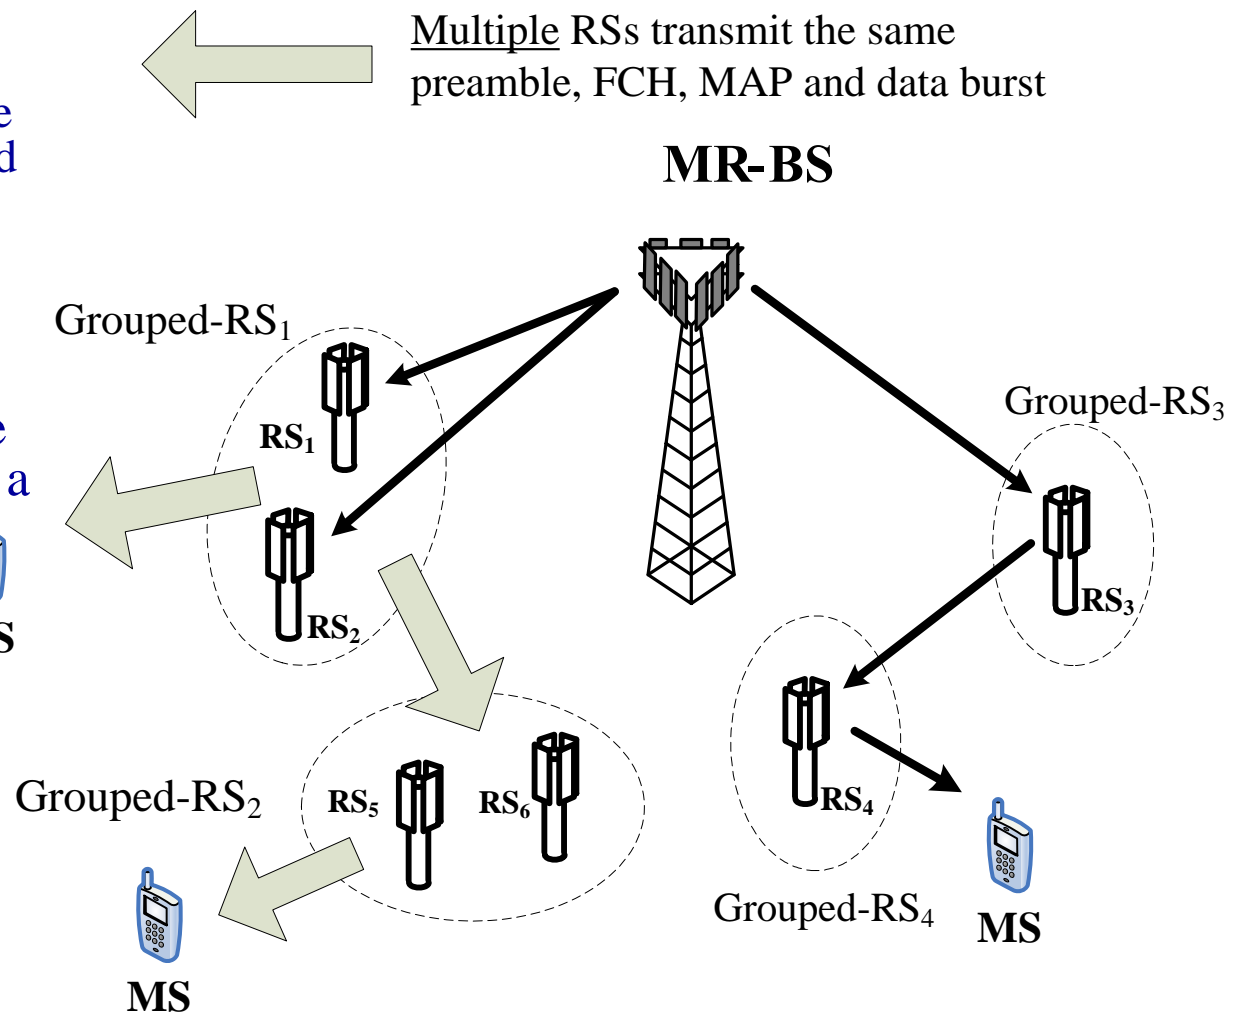 Multiple RSs transmit the same
preamble, FCH, MAP and data burst
e
d
MR-BS
Grouped-RS₁
RS₁
Grouped-RS₃
e
a
RS₂
RS₃
S
RS₄
Grouped-RS₂
RS₅
RS₆
Grouped-RS₄
MS
MS